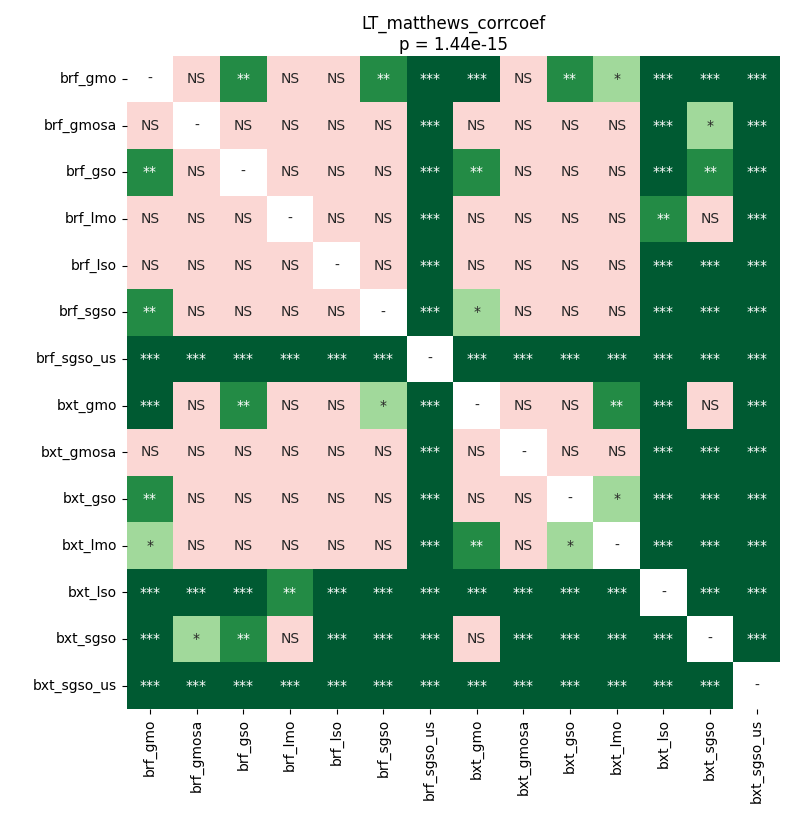 LT_matthews_corrcoef
p = 1.44e-15
brf_gmo - NS ** NS NS ** *** *** NS ** * *** *** ***
brf_gmosa NS - NS NS NS NS *** NS NS NS NS *** * ***
brf_gso ** NS - NS NS NS *** ** NS NS NS *** ** ***
brf_lmo NS NS NS - NS NS *** NS NS NS NS ** NS ***
brf_lso NS NS NS NS - NS *** NS NS NS NS *** *** ***
brf_sgso ** NS NS NS NS - *** * NS NS NS *** *** ***
brf_sgso_us *** *** *** *** *** *** - *** *** *** *** *** *** ***
bxt_gmo *** NS ** NS NS * *** - NS NS ** *** NS ***
bxt_gmosa NS NS NS NS NS NS *** NS - NS NS *** *** ***
bxt_gso ** NS NS NS NS NS *** NS NS - * *** *** ***
bxt_lmo * NS NS NS NS NS *** ** NS * - *** *** ***
bxt_lso *** *** *** ** *** *** *** *** *** *** *** - *** ***
bxt_sgso *** * ** NS *** *** *** NS *** *** *** *** - ***
bxt_sgso_us *** *** *** *** *** *** *** *** *** *** *** *** *** -
brf_gmo brf_gmosa brf_gso brf_lmo brf_lso brf_sgso brf_sgso_us bxt_gmo bxt_gmosa bxt_gso bxt_lmo bxt_lso bxt_sgso bxt_sgso_us